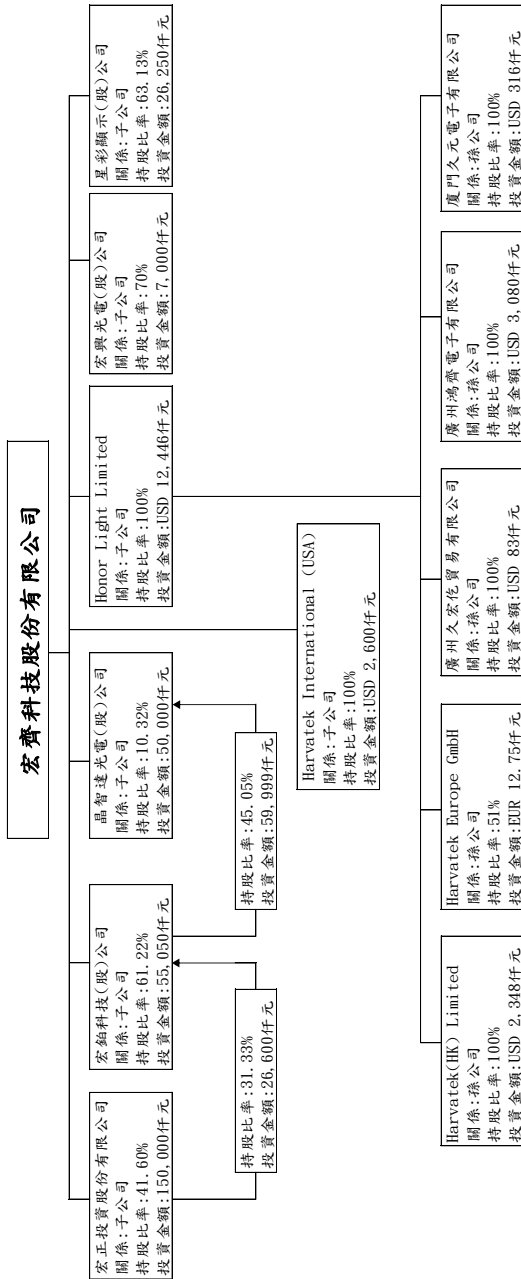 宏齊科技股份有限公司
宏正投資股份有限公司
關係:子公司
持股比率:41.60%
投資金額:150,000仟元
宏鉑科技(股)公司
關係:子公司
持股比率:61.22%
投資金額:55,050仟元
晶智達光電(股)公司
關係:子公司
持股比率:10.32%
投資金額:50,000仟元
Honor Light Limited
關係:子公司
持股比率:100%
投資金額:USD 12,446仟元
宏興光電(股)公司
關係:子公司
持股比率:70%
投資金額:7,000仟元
星彩顯示(股)公司
關係:子公司
持股比率:63.13%
投資金額:26,250仟元
持股比率:31.33%
投資金額:26,600仟元
持股比率:45.05%
投資金額:59,999仟元
Harvatek International (USA)
關係:子公司
持股比率:100%
投資金額:USD 2,600仟元
Harvatek(HK) Limited
關係:孫公司
持股比率:100%
投資金額:USD 2,348仟元
Harvatek Europe GmbH
關係:孫公司
持股比率:51%
投資金額:EUR 12.75仟元
廣州久宏佗貿易有限公司
關係:孫公司
持股比率:100%
投資金額:USD 83仟元
廣州鴻齊電子有限公司
關係:孫公司
持股比率:100%
投資金額:USD 3,080仟元
廈門久元電子有限公司
關係:孫公司
持股比率:100%
投資金額:USD 316仟元